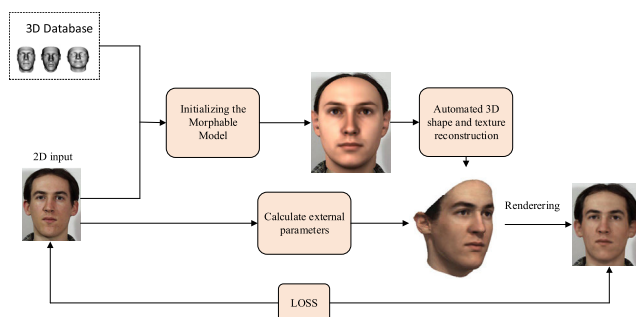 3D Database
Initializing the
Morphable
Model
Automated 3D
shape and texture
reconstruction
2D input
Calculate external
parameters
Renderering
LOSS